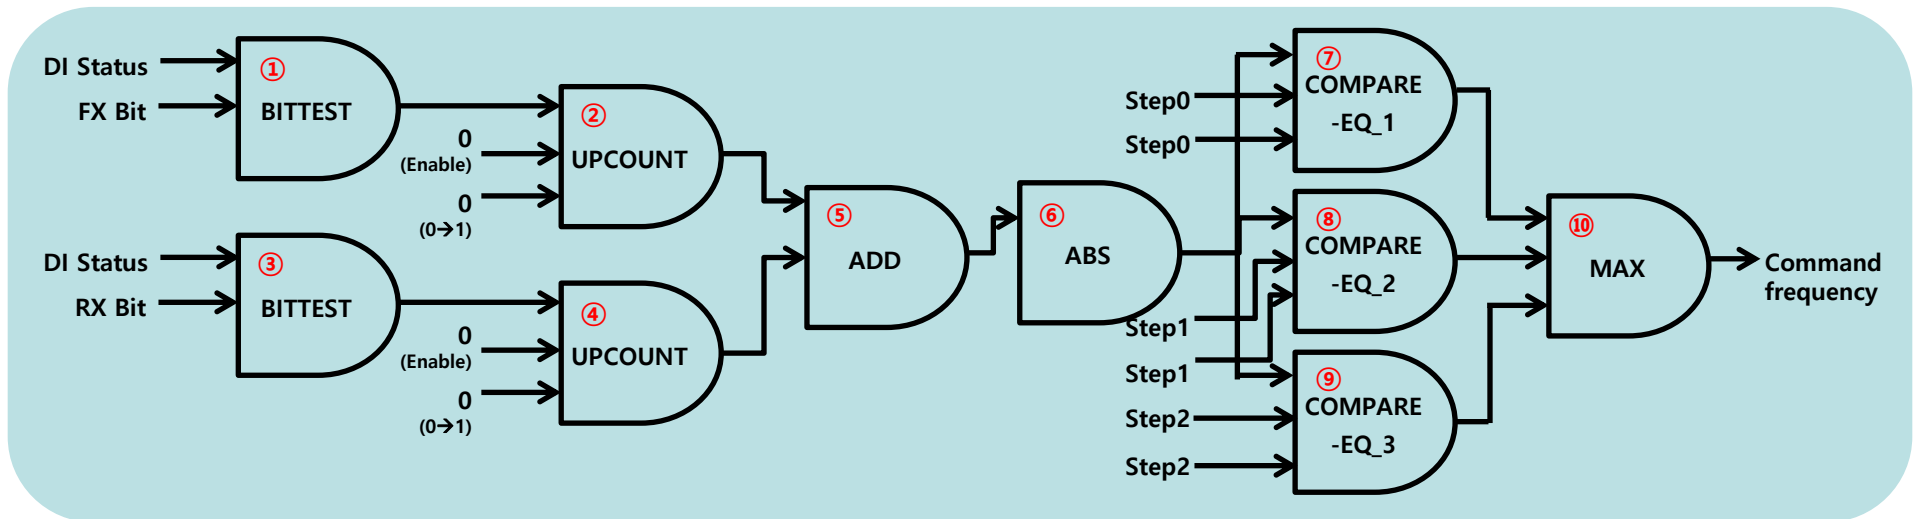 DI Status
FX Bit
①
BITTEST
②
UPCOUNT
0
(Enable)
0
(0→1)
DI Status
RX Bit
③
BITTEST
④
UPCOUNT
0
(Enable)
0
(0→1)
⑤
ADD
⑥
ABS
Step0
Step0
⑦
COMPARE
-EQ_1
⑧
COMPARE
-EQ_2
Step1
Step1
⑨
COMPARE
-EQ_3
Step2
Step2
⑩
MAX
Command
frequency